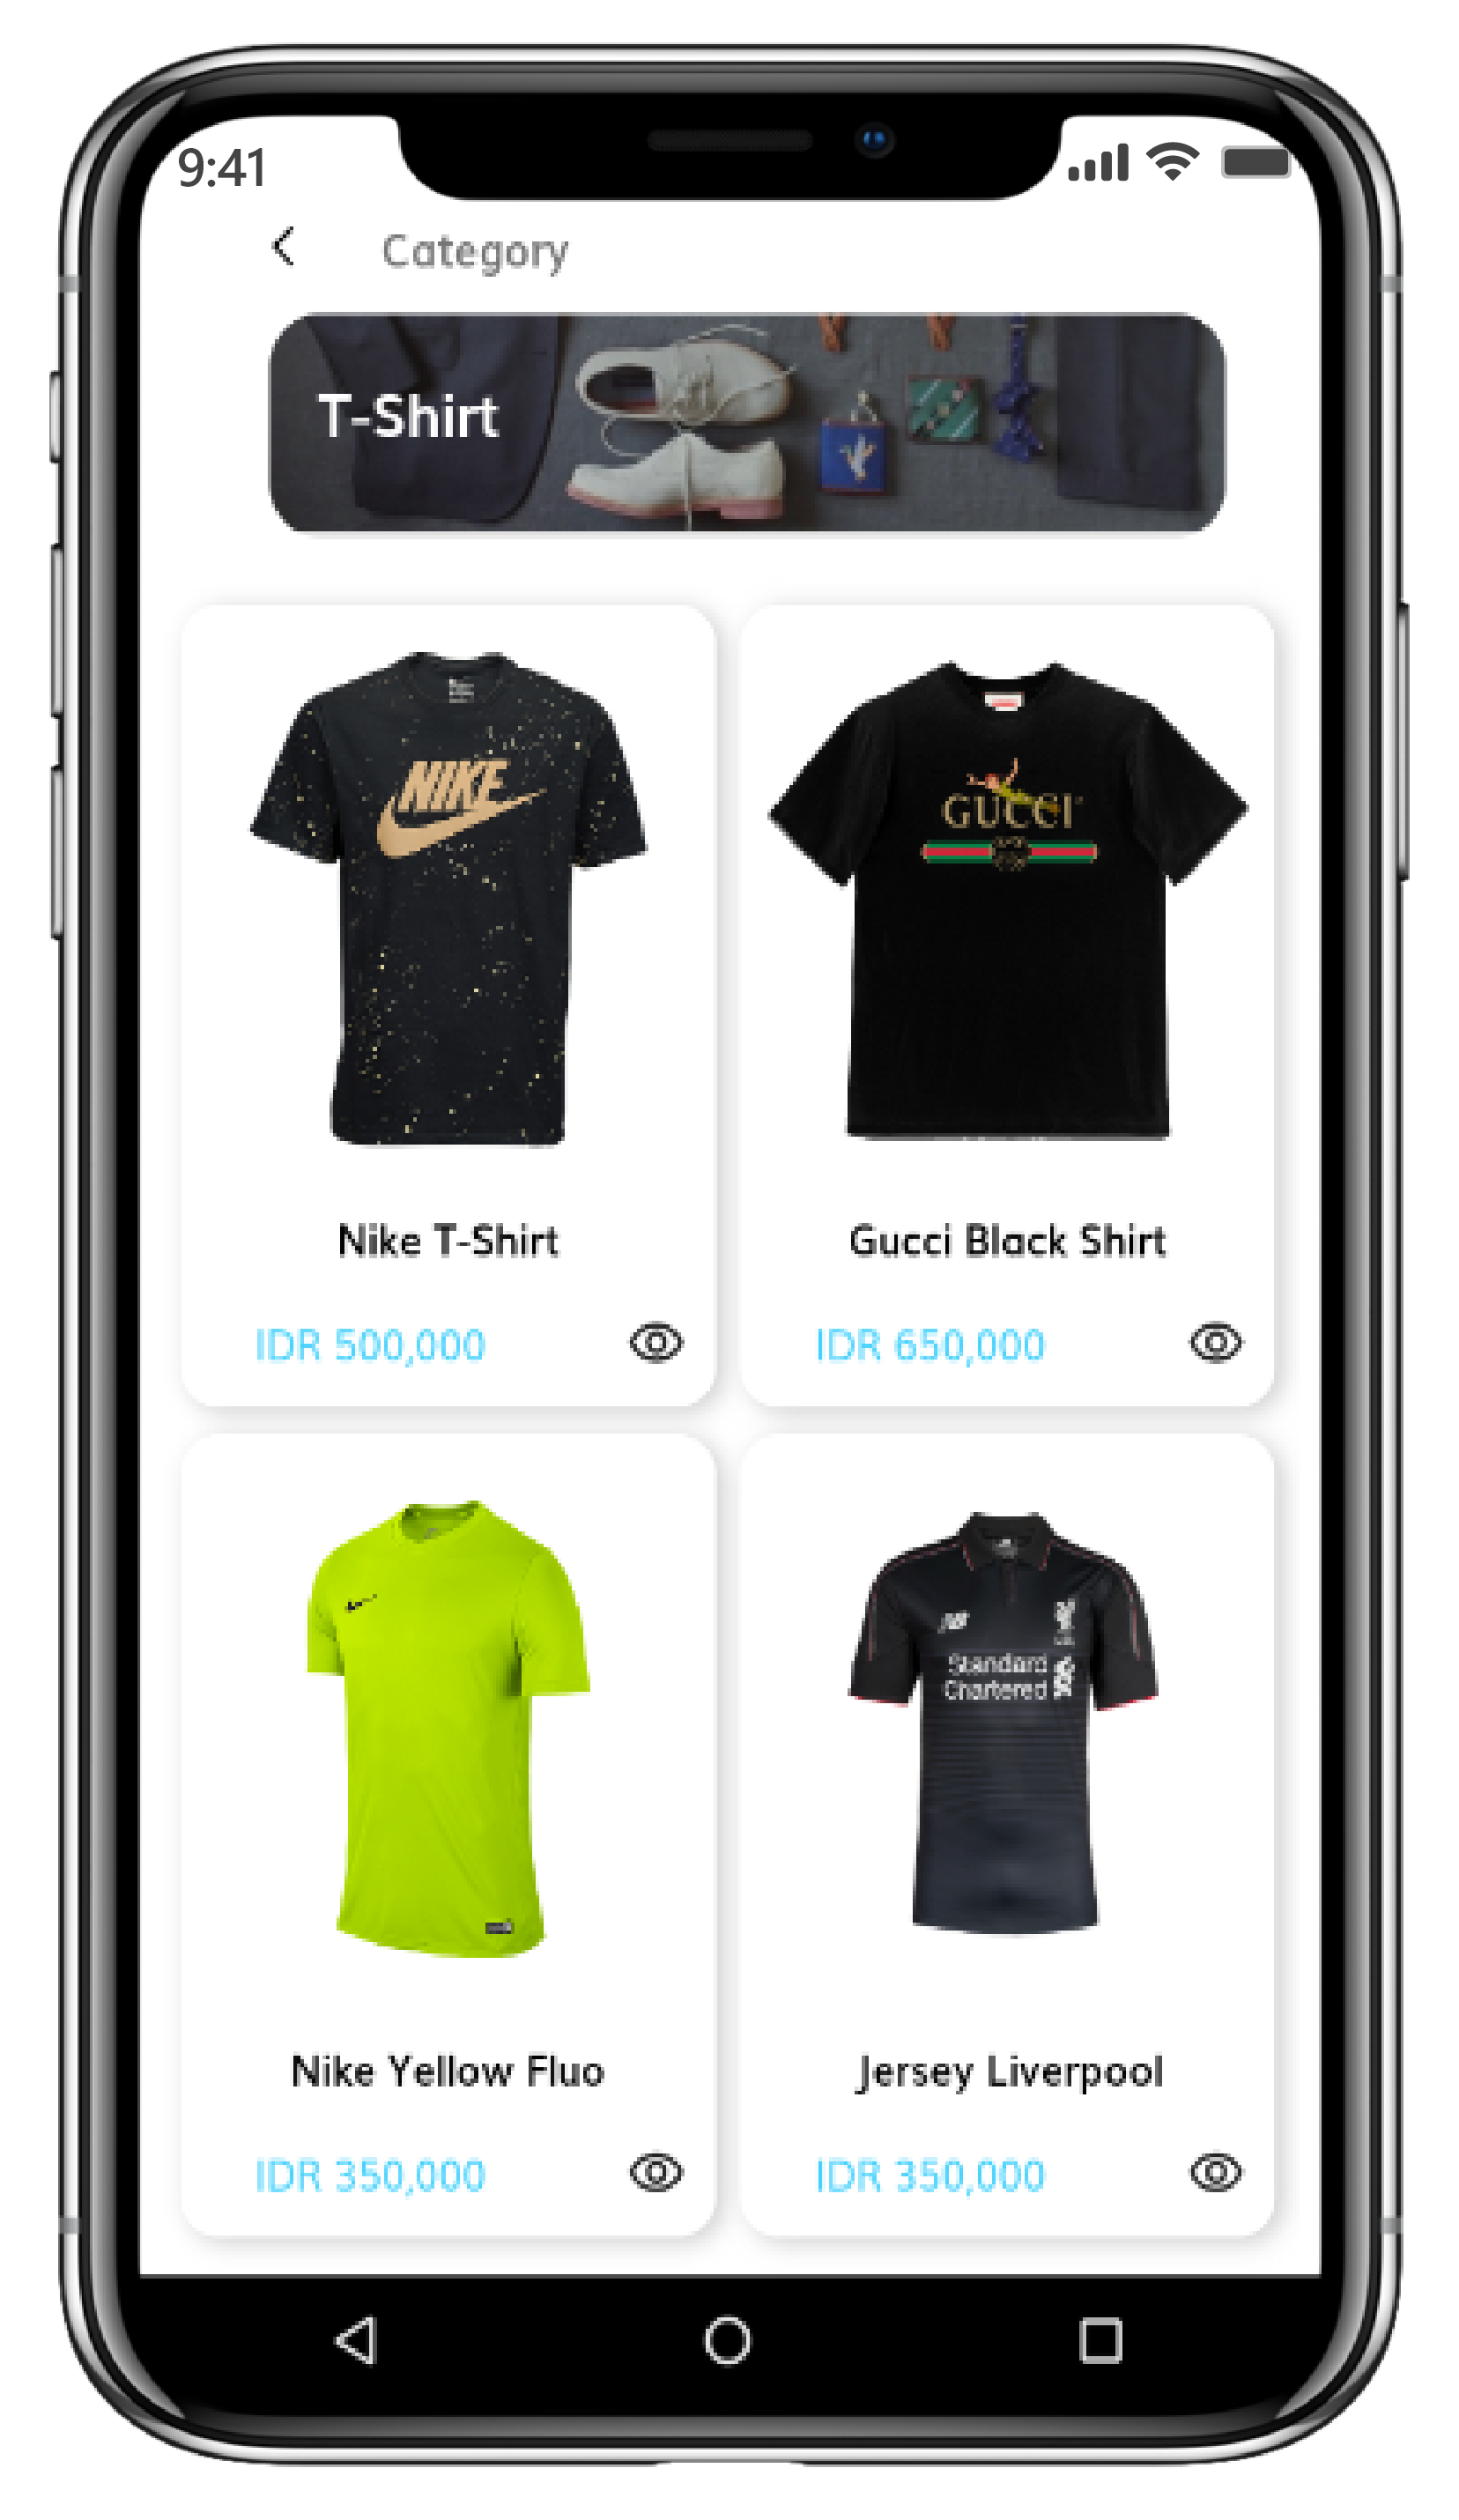 9:41
Category
T-Shirt
NIKE
GUCCI
Nike T-Shirt
Gucci Black Shirt
IDR 500,000
IDR 650,000
Standard
Chartered
Nike Yellow Fluo
Jersey Liverpool
IDR 350,000
IDR 350,000